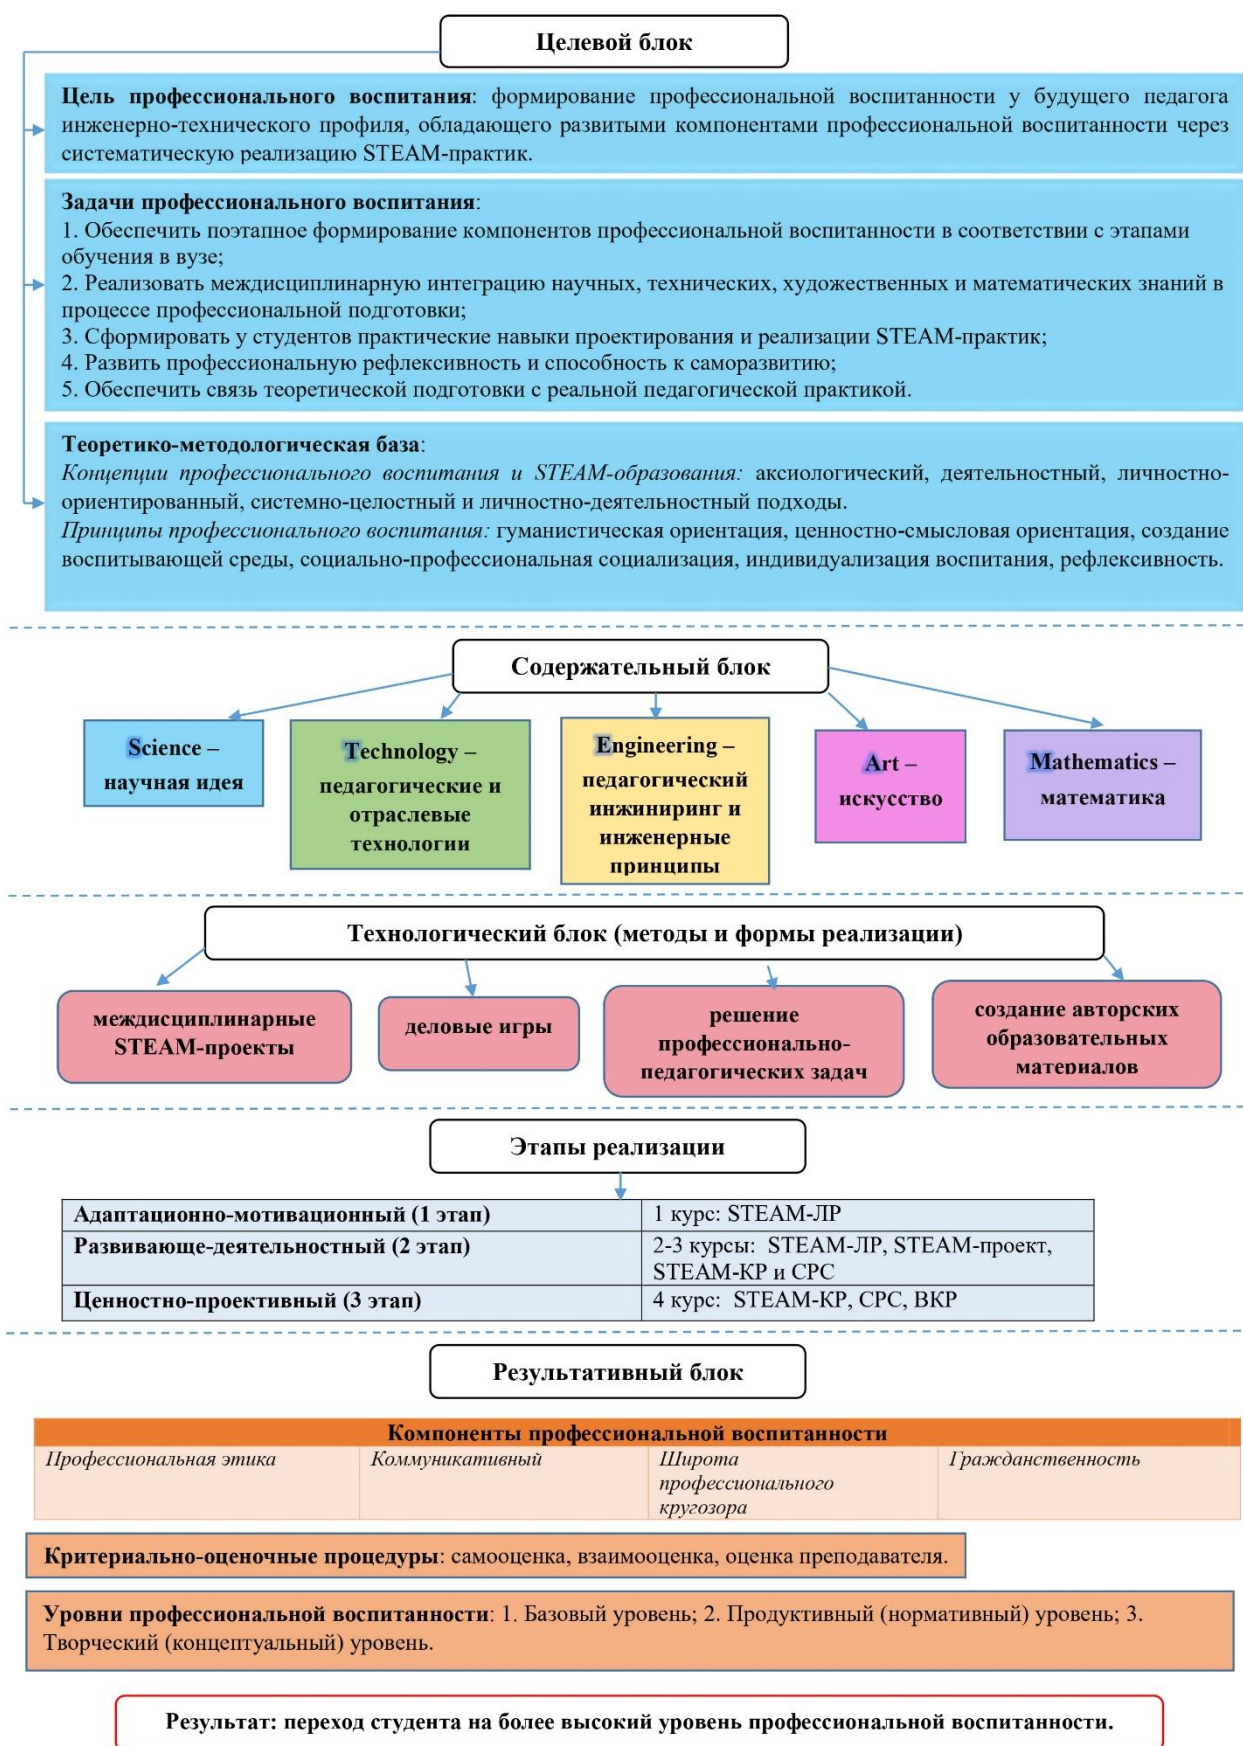 Целевой блок
Цель профессионального воспитания: формирование профессиональной воспитанности у будущего педагога
инженерно-технического профиля, обладающего развитыми компонентами профессиональной воспитанности через
систематическую реализацию STEAM-практик.
Задачи профессионального воспитания:
1. Обеспечить поэтапное формирование компонентов профессиональной воспитанности в соответствии с этапами
обучения в вузе;
2. Реализовать междисциплинарную интеграцию научных, технических, художественных и математических знаний в
процессе профессиональной подготовки;
3. Сформировать у студентов практические навыки проектирования и реализации STEAM-практик;
4. Развить профессиональную рефлексивность и способность к саморазвитию;
5. Обеспечить связь теоретической подготовки с реальной педагогической практикой.
Теоретико-методологическая база:
Концепции профессионального воспитания и STEAM-образования: аксиологический, деятельностный, личностно-
ориентированный, системно-целостный и личностно-деятельностный подходы.
Принципы профессионального воспитания: гуманистическая ориентация, ценностно-смысловая ориентация, создание
воспитывающей среды, социально-профессиональная социализация, индивидуализация воспитания, рефлексивность.
Содержательный блок
Science –
научная идея
Technology –
педагогические и
отраслевые
технологии
Engineering –
педагогический
инжиниринг и
инженерные
принципы
Art –
искусство
Mathematics –
математика
Технологический блок (методы и формы реализации)
междисциплинарные
STEAM-проекты
деловые игры
решение
профессионально-
педагогических задач
создание авторских
образовательных
материалов
Этапы реализации
Адаптационно-мотивационный (1 этап)
1 курс: STEAM-ЛР
Развивающе-деятельностный (2 этап)
2-3 курсы: STEAM-ЛР, STEAM-проект,
STEAM-КР и СРС
Ценностно-проективный (3 этап)
4 курс: STEAM-КР, СРС, ВКР
Результативный блок
Компоненты профессиональной воспитанности
Профессиональная этика
Коммуникативный
Широта
профессионального
кругозора
Гражданственность
Критериально-оценочные процедуры: самооценка, взаимооценка, оценка преподавателя.
Уровни профессиональной воспитанности: 1. Базовый уровень; 2. Продуктивный (нормативный) уровень; 3.
Творческий (концептуальный) уровень.
Результат: переход студента на более высокий уровень профессиональной воспитанности.